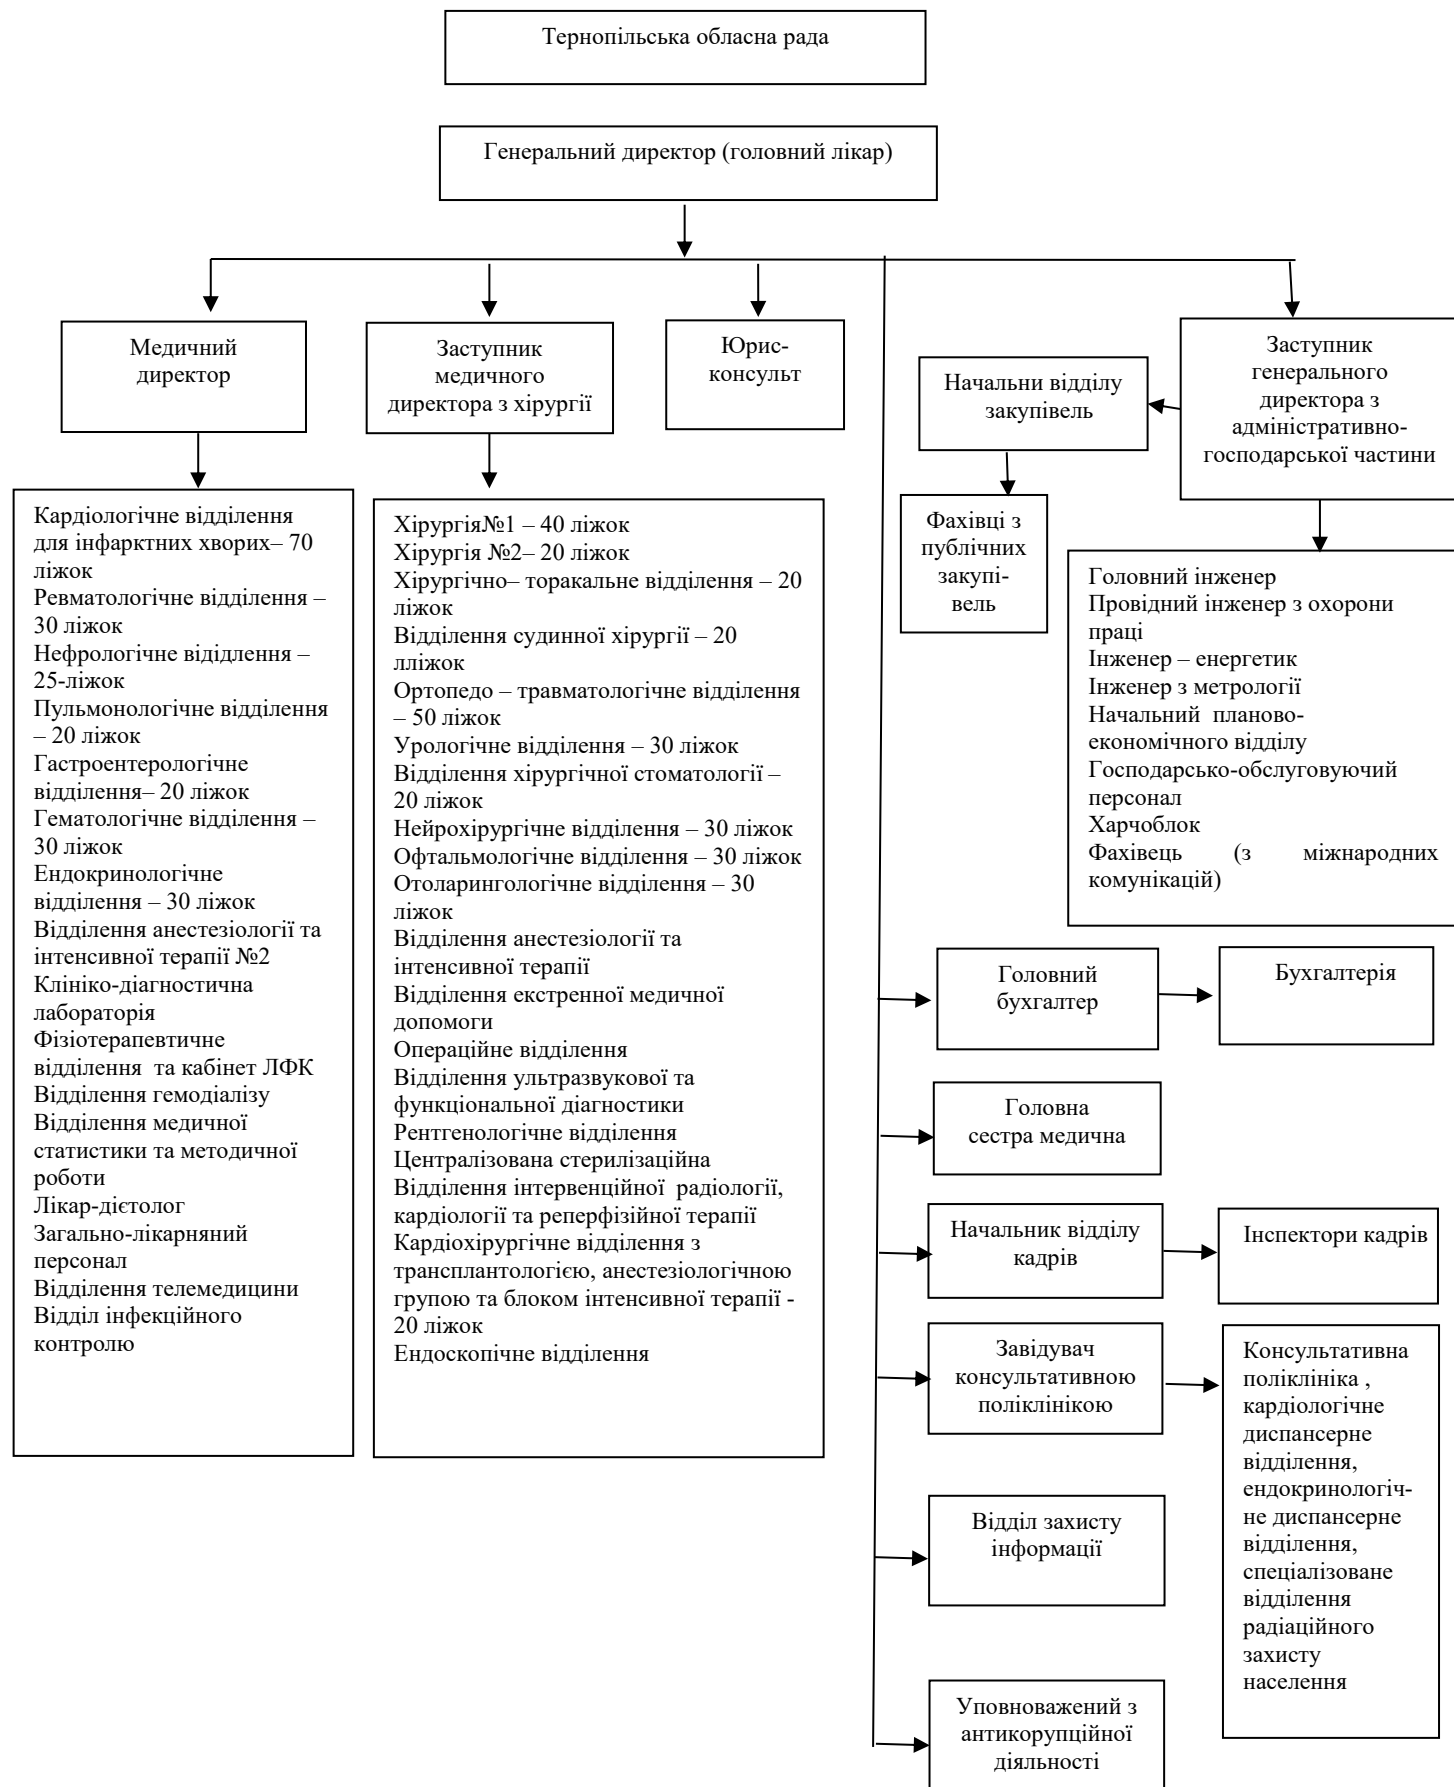 Тернопільська обласна рада
Генеральний директор (головний лікар)
Медичний
директор
Заступник
медичного
директора з хірургії
Юрис-
консульт
Начальни відділу
закупівель
Заступник
генерального
директора з
адміністративно-
господарської частини
Фахівці з
публічних
закупі-
вель
Кардіологічне відділення
для інфарктних хворих– 70
ліжок
Ревматологічне відділення –
30 ліжок
Нефрологічне відідлення –
25-ліжок
Пульмонологічне відділення
– 20 ліжок
Гастроентерологічне
відділення– 20 ліжок
Гематологічне відділення –
30 ліжок
Ендокринологічне
відділення – 30 ліжок
Відділення анестезіології та
інтенсивної терапії №2
Клініко-діагностична
лабораторія
Фізіотерапевтичне
відділення та кабінет ЛФК
Відділення гемодіалізу
Відділення медичної
статистики та методичної
роботи
Лікар-дієтолог
Загально-лікарняний
персонал
Відділення телемедицини
Відділ інфекційного
контролю
Хірургія№1 – 40 ліжок
Хірургія №2– 20 ліжок
Хірургічно– торакальне відділення – 20
ліжок
Відділення судинної хірургії – 20
лліжок
Ортопедо – травматологічне відділення
– 50 ліжок
Урологічне відділення – 30 ліжок
Відділення хірургічної стоматології –
20 ліжок
Нейрохірургічне відділення – 30 ліжок
Офтальмологічне відділення – 30 ліжок
Отоларингологічне відділення – 30
ліжок
Відділення анестезіології та
інтенсивної терапії
Відділення екстренної медичної
допомоги
Операційне відділення
Відділення ультразвукової та
функціональної діагностики
Рентгенологічне відділення
Централізована стерилізаційна
Відділення інтервенційної радіології,
кардіології та реперфізійної терапії
Кардіохірургічне відділення з
трансплантологією, анестезіологічною
групою та блоком інтенсивної терапії -
20 ліжок
Ендоскопічне відділення
Головний інженер
Провідний інженер з охорони
праці
Інженер – енергетик
Інженер з метрології
Начальний планово-
економічного відділу
Господарсько-обслуговуючий
персонал
Харчоблок
Фахівець (з міжнародних
комунікацій)
Головний
бухгалтер
Бухгалтерія
Головна
сестра медична
Начальник відділу
кадрів
Інспектори кадрів
Завідувач
консультативною
поліклінікою
Консультативна
поліклініка ,
кардіологічне
диспансерне
відділення,
ендокринологіч-
не диспансерне
відділення,
спеціалізоване
відділення
радіаційного
захисту
населення
Відділ захисту
інформації
Уповноважений з
антикорупційної
діяльності